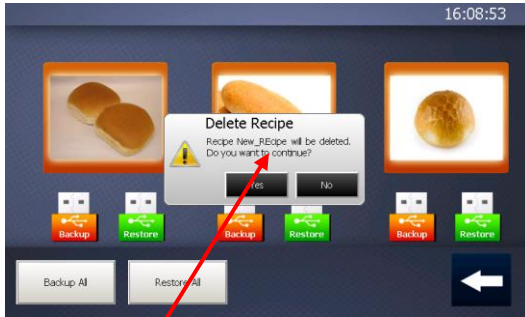 16:08:53
Delete Recipe
Recipe New_REcipe will be deleted.
Do you want to continue?
Yes No
Backup Restore Backup Restore Backup Restore
Backup All Restore All